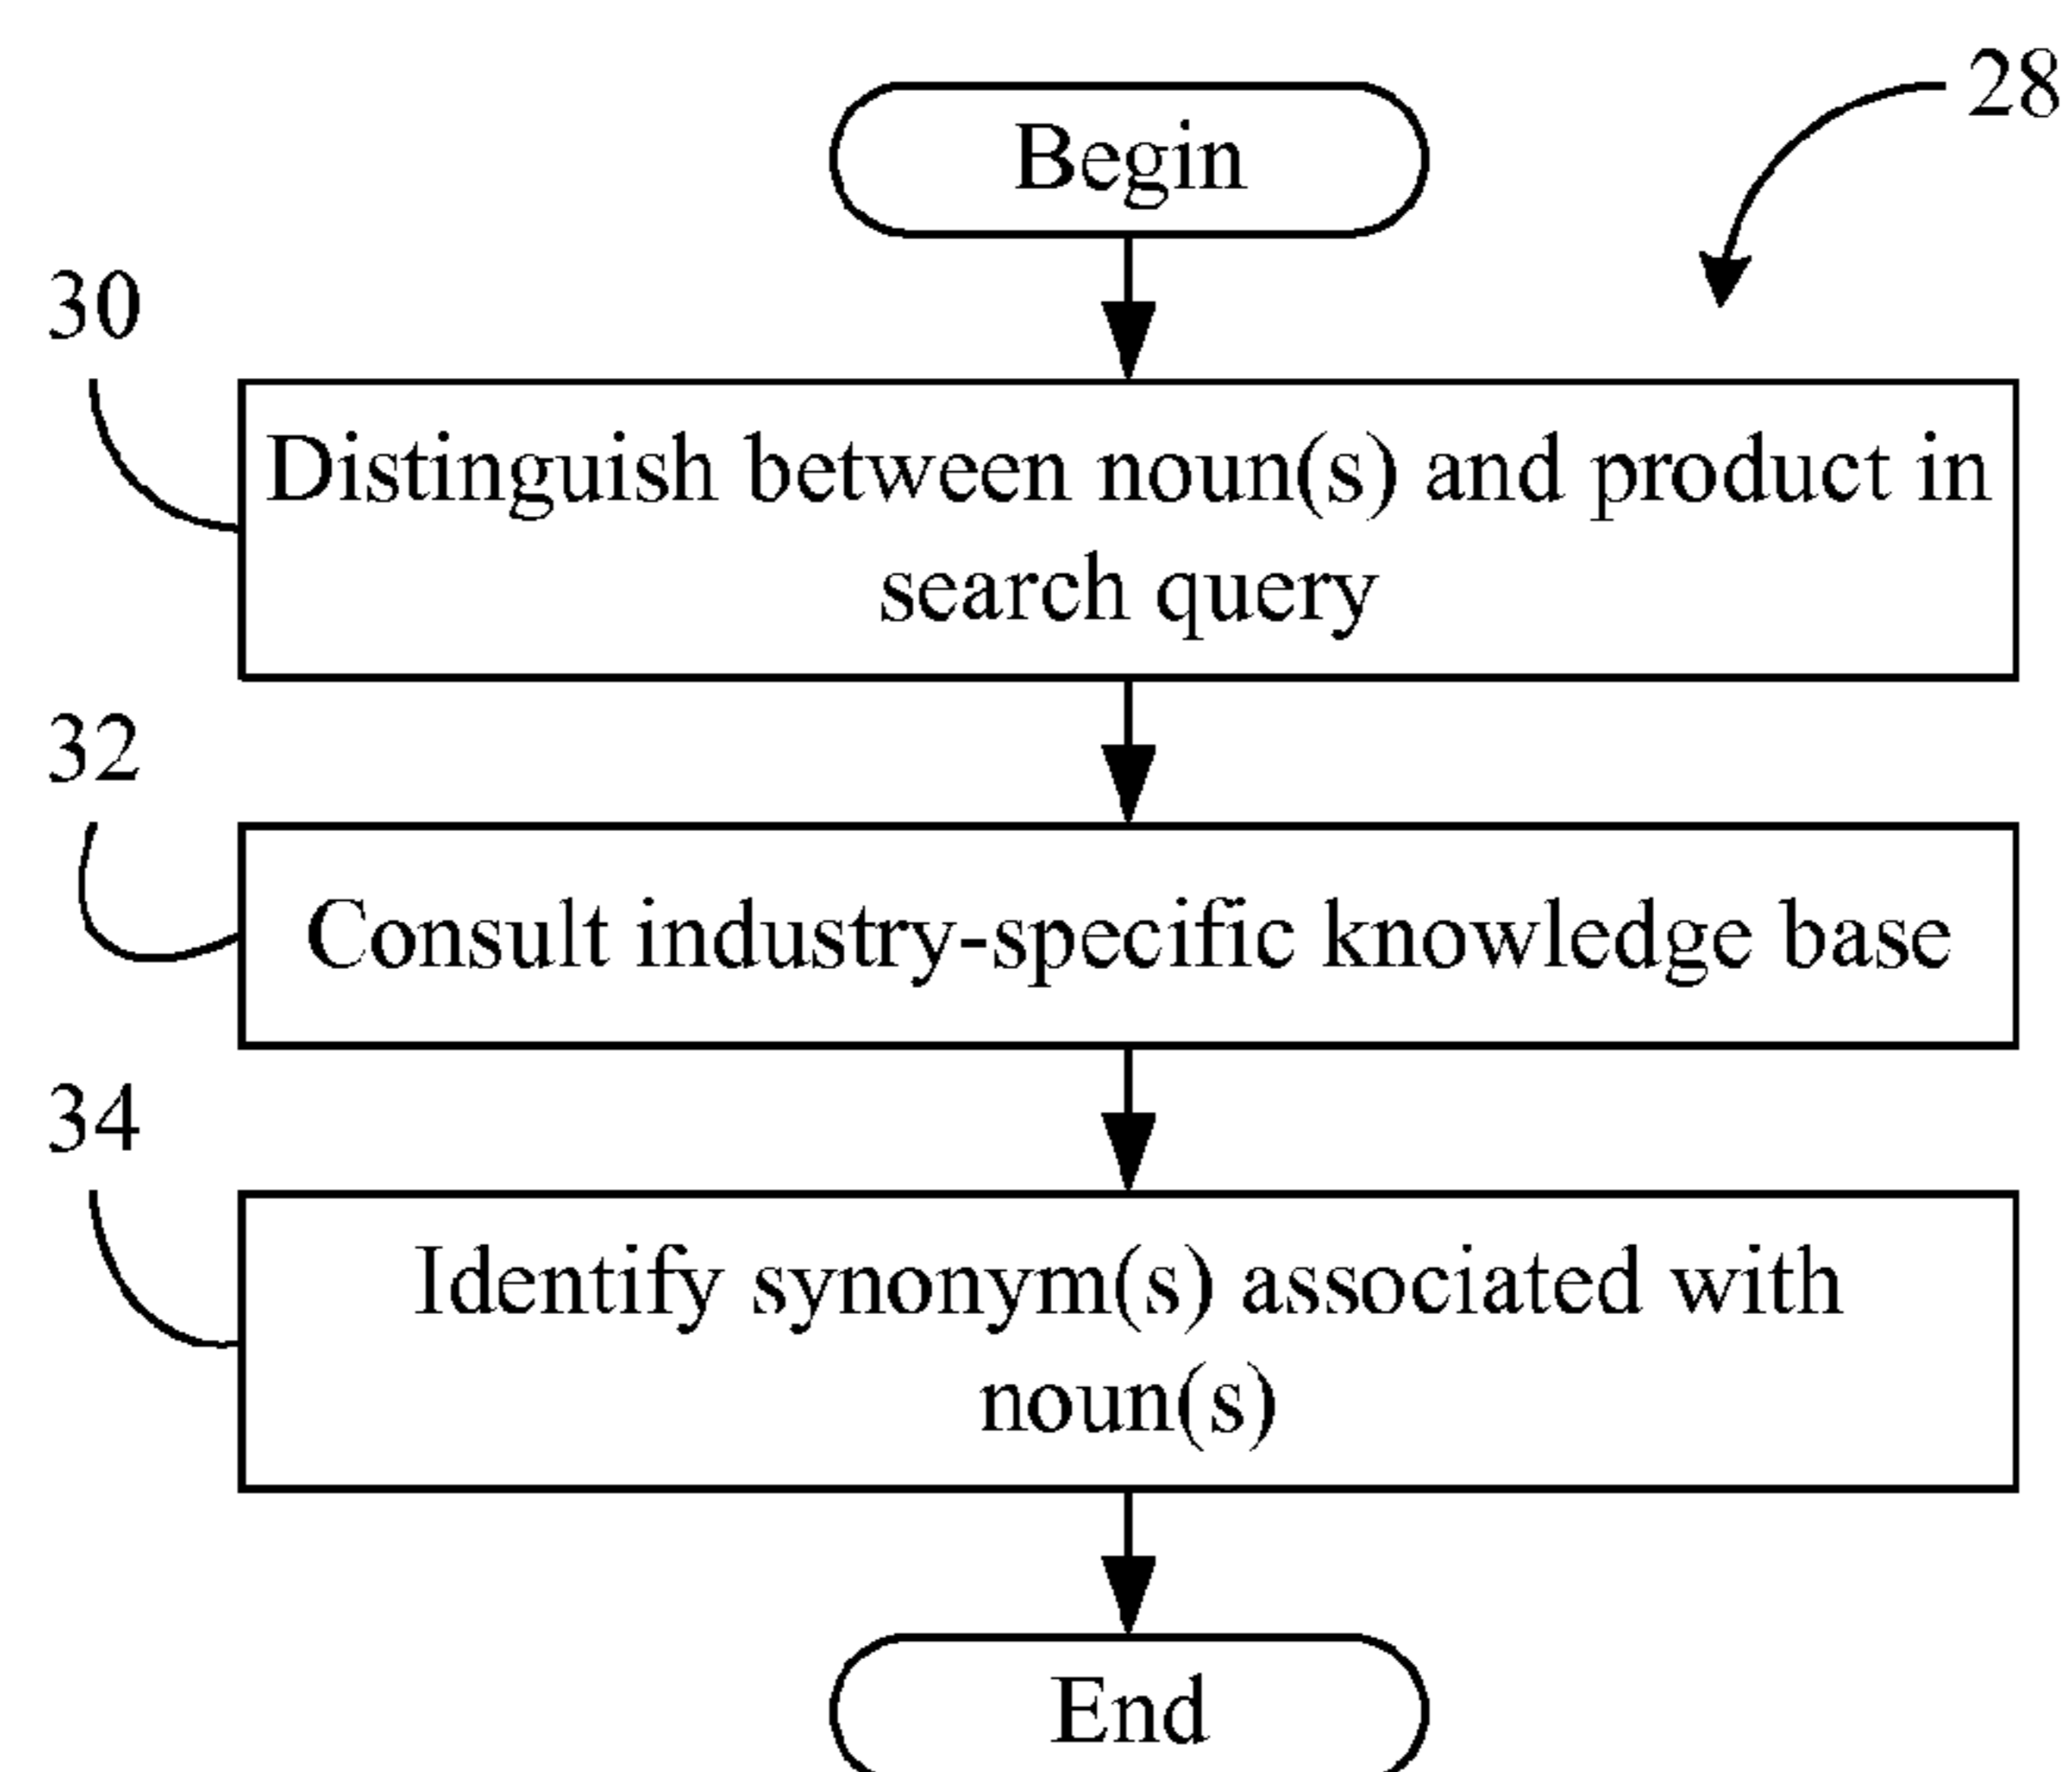 28
Begin
30
Distinguish between noun(s) and product in
search query
32
Consult industry-specific knowledge base
34
Identify synonym(s) associated with
noun(s)
End